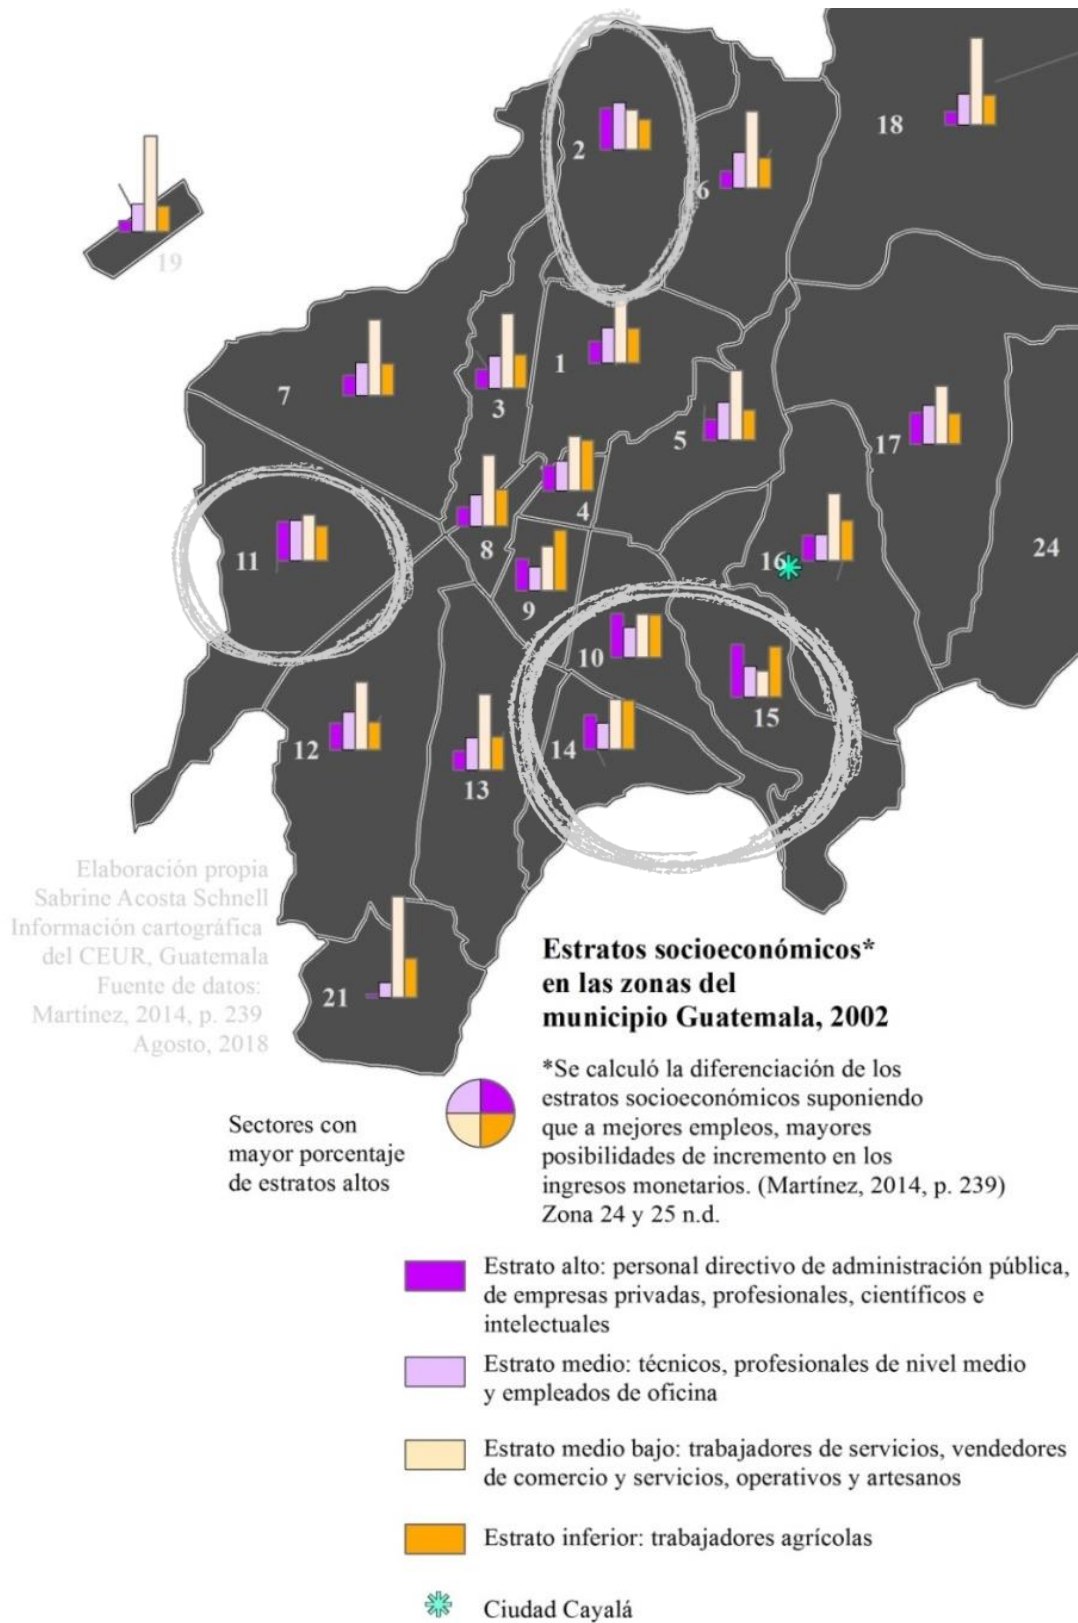 18
2
6
19
1
7
3
5
17
4
11
8
16
24
9
10
15
14
12
13
21
Elaboración propia
Sabrine Acosta Schnell
Información cartográfica
del CEUR, Guatemala
Fuente de datos:
Martínez, 2014, p. 239
Agosto, 2018
Estratos socioeconómicos*
en las zonas del
municipio Guatemala, 2002
*Se calculó la diferenciación de los
estratos socioeconómicos suponiendo
que a mejores empleos, mayores
posibilidades de incremento en los
ingresos monetarios. (Martínez, 2014, p. 239)
Zona 24 y 25 n.d.
Sectores con
mayor porcentaje
de estratos altos
Estrato alto: personal directivo de administración pública,
de empresas privadas, profesionales, científicos e
intelectuales
Estrato medio: técnicos, profesionales de nivel medio
y empleados de oficina
Estrato medio bajo: trabajadores de servicios, vendedores
de comercio y servicios, operativos y artesanos
Estrato inferior: trabajadores agrícolas
Ciudad Cayalá